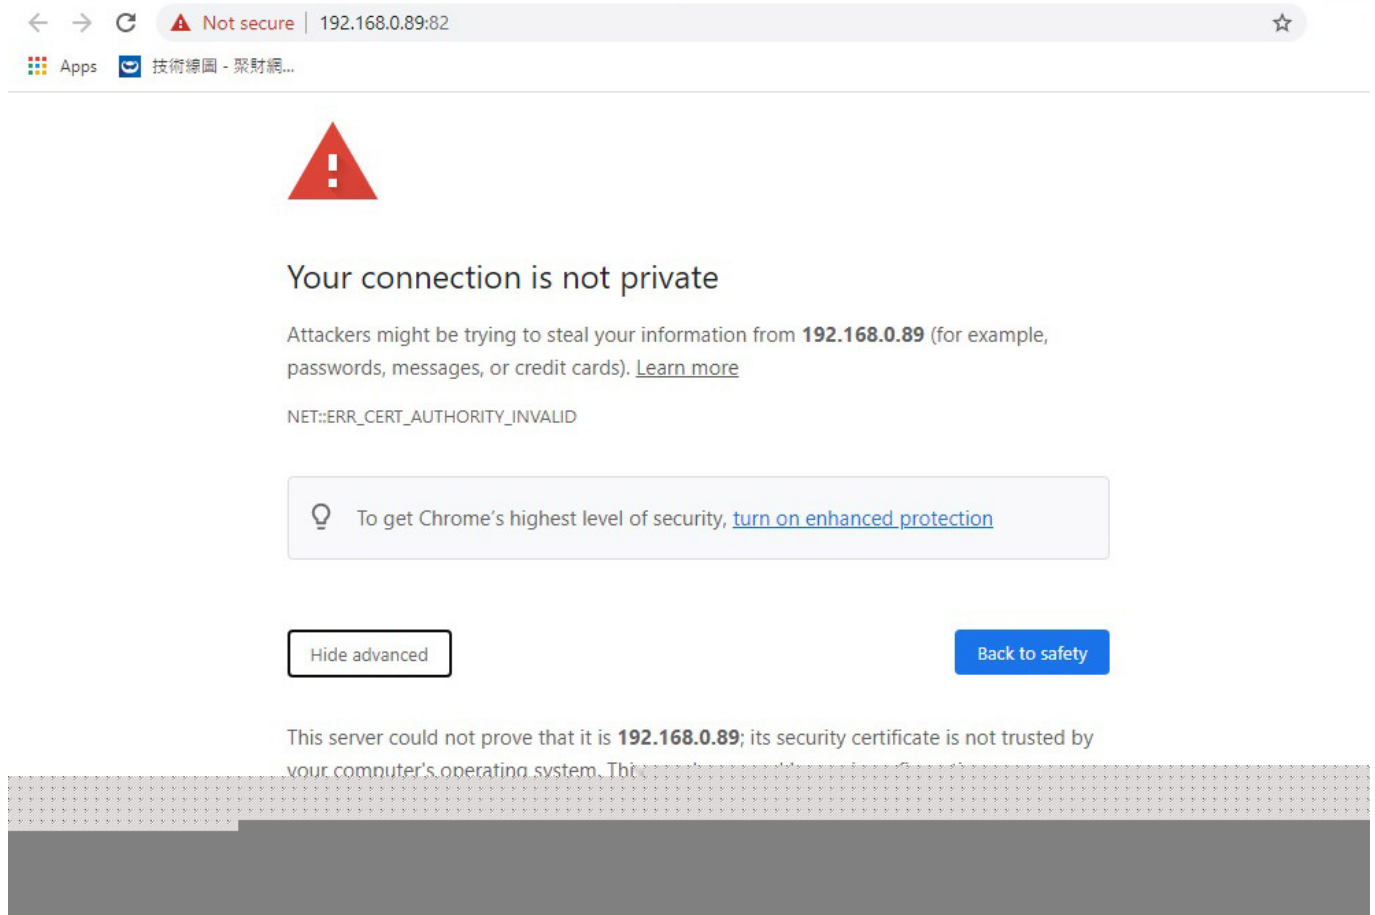 Not secure 192.168.0.89:82
Apps 技術線圖 - 聚財網...
Your connection is not private
Attackers might be trying to steal your information from 192.168.0.89 (for example,
passwords, messages, or credit cards). Learn more
NET::ERR_CERT_AUTHORITY_INVALID
To get Chrome's highest level of security, turn on enhanced protection
Hide advanced
Back to safety
This server could not prove that it is 192.168.0.89; its security certificate is not trusted by
your computer's operating system. This